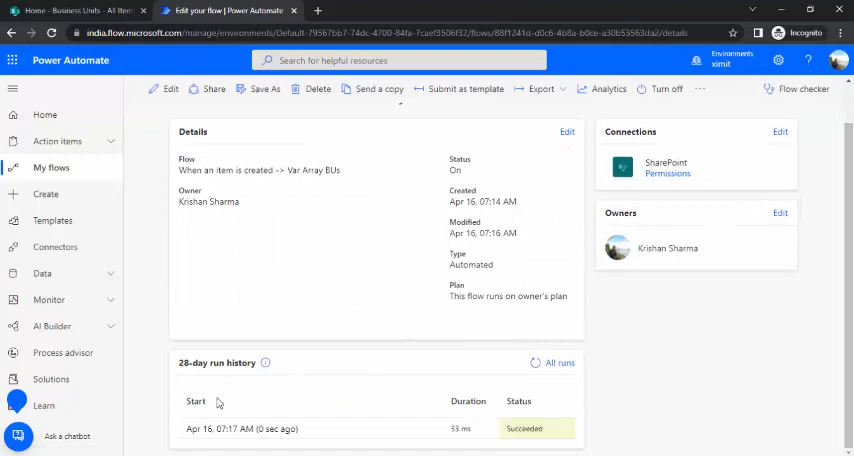 Home - Business Units - All Item
Edit your flow | Power Automate
india.flow.microsoft.com/manage/environments/Default-79567bb7-74dc-4700-84fa-7caef3506f32/flows/88f1241d-d0c6-4b8a-b0ce-a30b53563da2/details
Incognito
Power Automate
Search for helpful resources
Environments
ximit
Edit
Share
Save As
Delete
Send a copy
Submit as template
Export
Analytics
Turn off
Flow checker
Home
Action items
My flows
Create
Templates
Connectors
Data
Monitor
AI Builder
Process advisor
Solutions
Learn
Ask a chatbot
Details
Edit
Flow
When an item is created -> Var Array BUs
Owner
Krishan Sharma
Status
On
Created
Apr 16, 07:14 AM
Modified
Apr 16, 07:16 AM
Type
Automated
Plan
This flow runs on owner's plan
Connections
Edit
SharePoint
Permissions
Owners
Edit
Krishan Sharma
28-day run history
All runs
Start
Duration
Status
Apr 16, 07:17 AM (0 sec ago)
33 ms
Succeeded